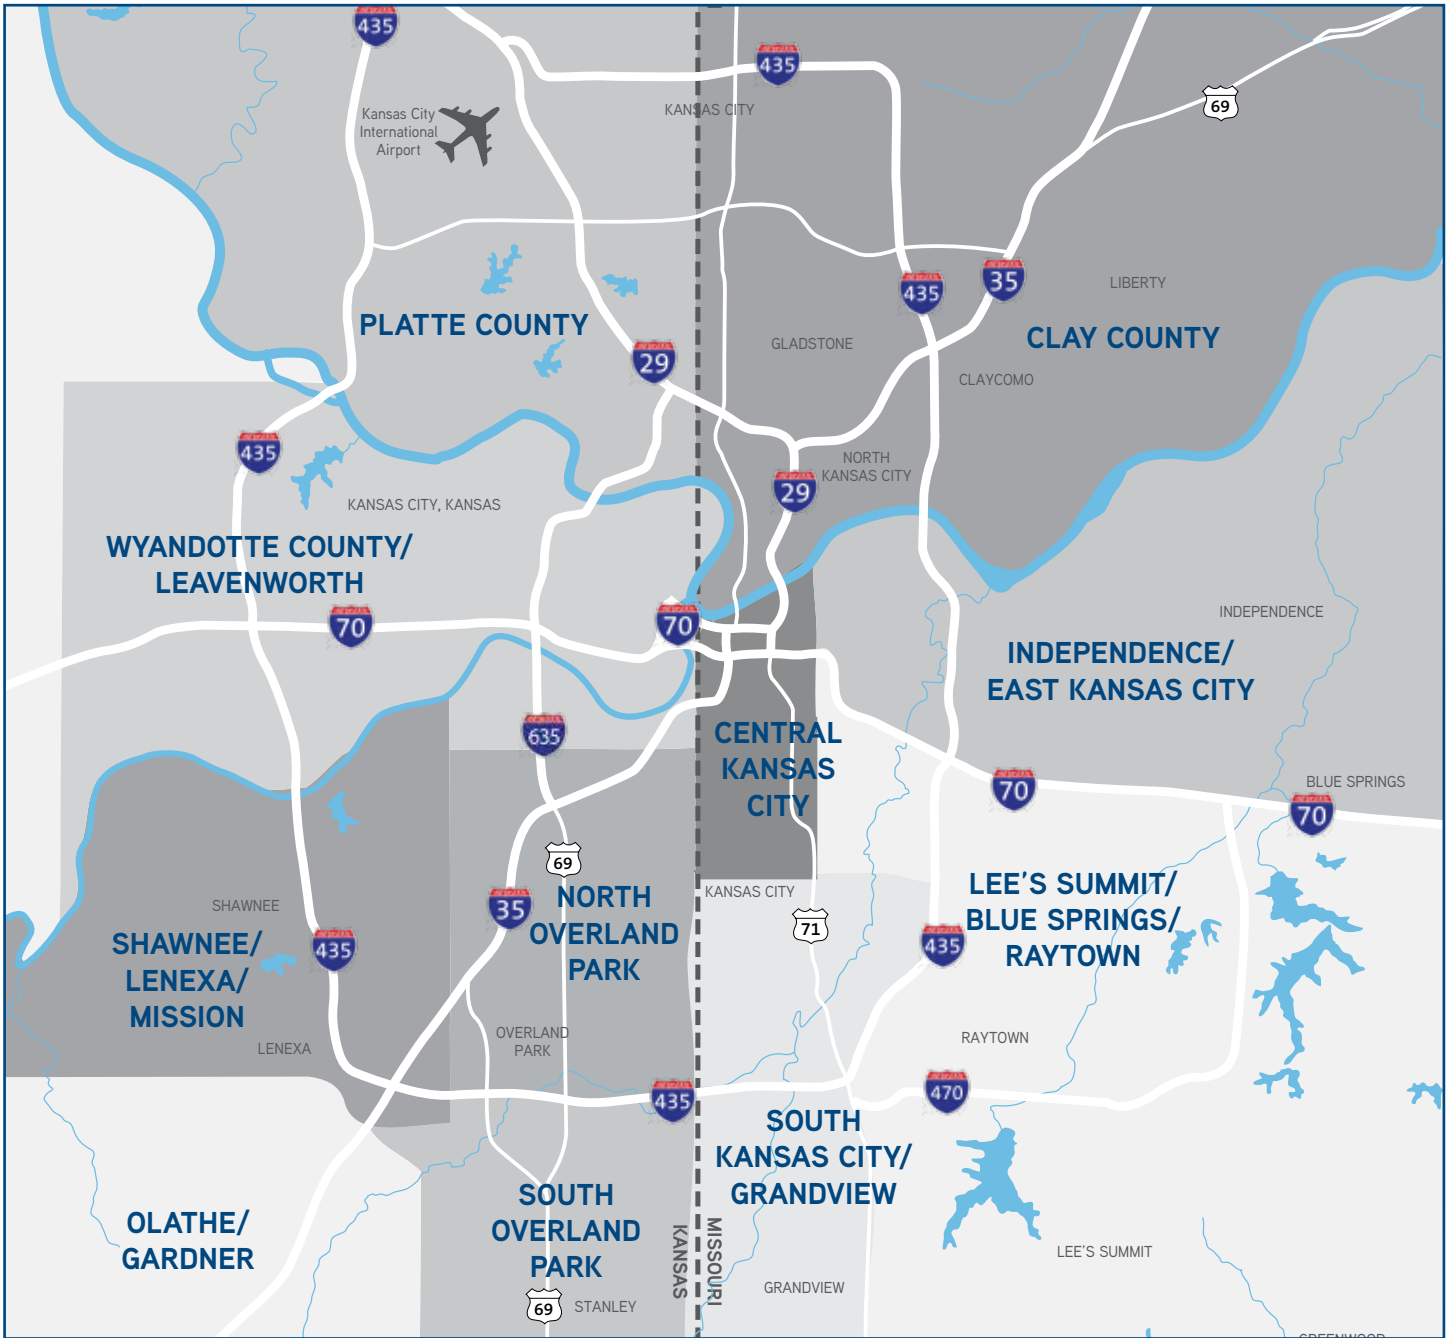 435
435
69
KANSAS CITY
Kansas City
International
Airport
435
35
LIBERTY
PLATTE COUNTY
CLAY COUNTY
GLADSTONE
29
CLAYCOMO
435
NORTH
KANSAS CITY
29
KANSAS CITY, KANSAS
WYANDOTTE COUNTY/
LEAVENWORTH
70
70
INDEPENDENCE
INDEPENDENCE/
EAST KANSAS CITY
635
CENTRAL
KANSAS
CITY
70
BLUE SPRINGS
70
69
KANSAS CITY
LEE'S SUMMIT/
BLUE SPRINGS/
RAYTOWN
SHAWNEE
35
NORTH
OVERLAND
PARK
71
SHAWNEE/
LENEXA/
MISSION
435
435
OVERLAND
PARK
RAYTOWN
LENEXA
435
470
SOUTH
KANSAS CITY/
GRANDVIEW
SOUTH
OVERLAND
PARK
OLATHE/
GARDNER
KANSAS
MISSOURI
LEE'S SUMMIT
GRANDVIEW
69
STANLEY
GREENWOOD